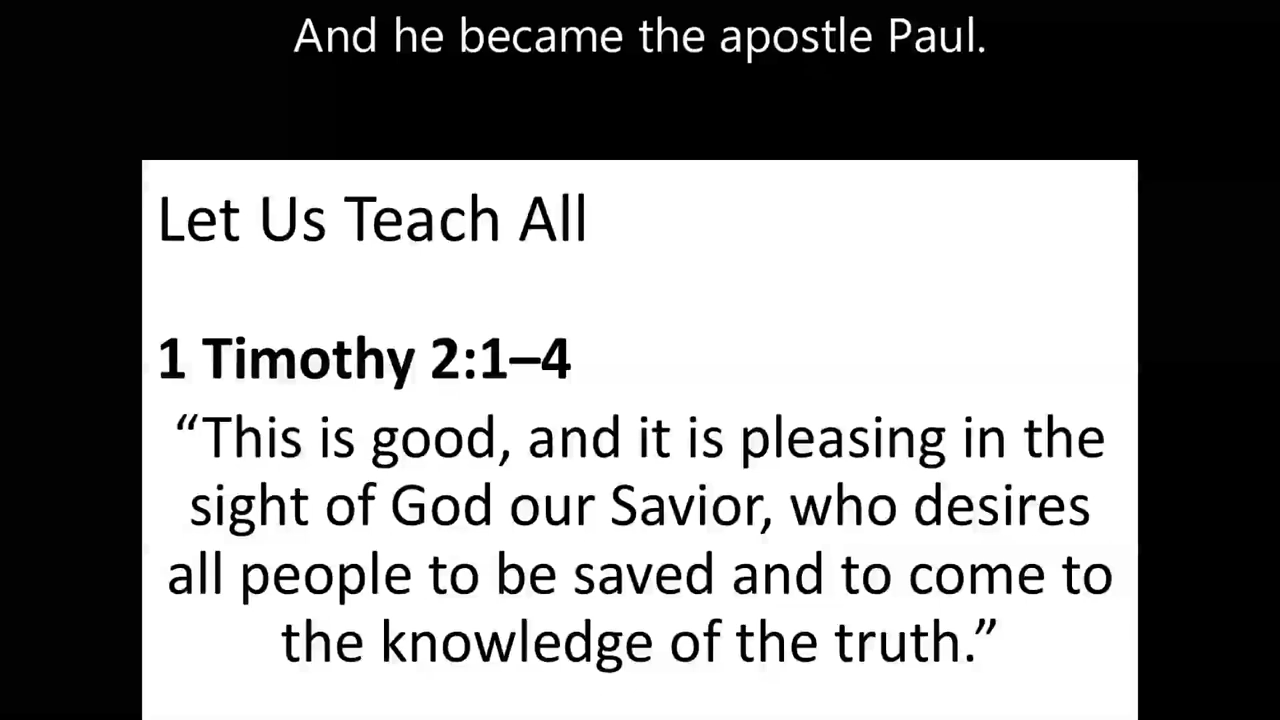 And he became the apostle Paul.
Let Us Teach All
1 Timothy 2:1–4
“This is good, and it is pleasing in the
sight of God our Savior, who desires
all people to be saved and to come to
the knowledge of the truth.”